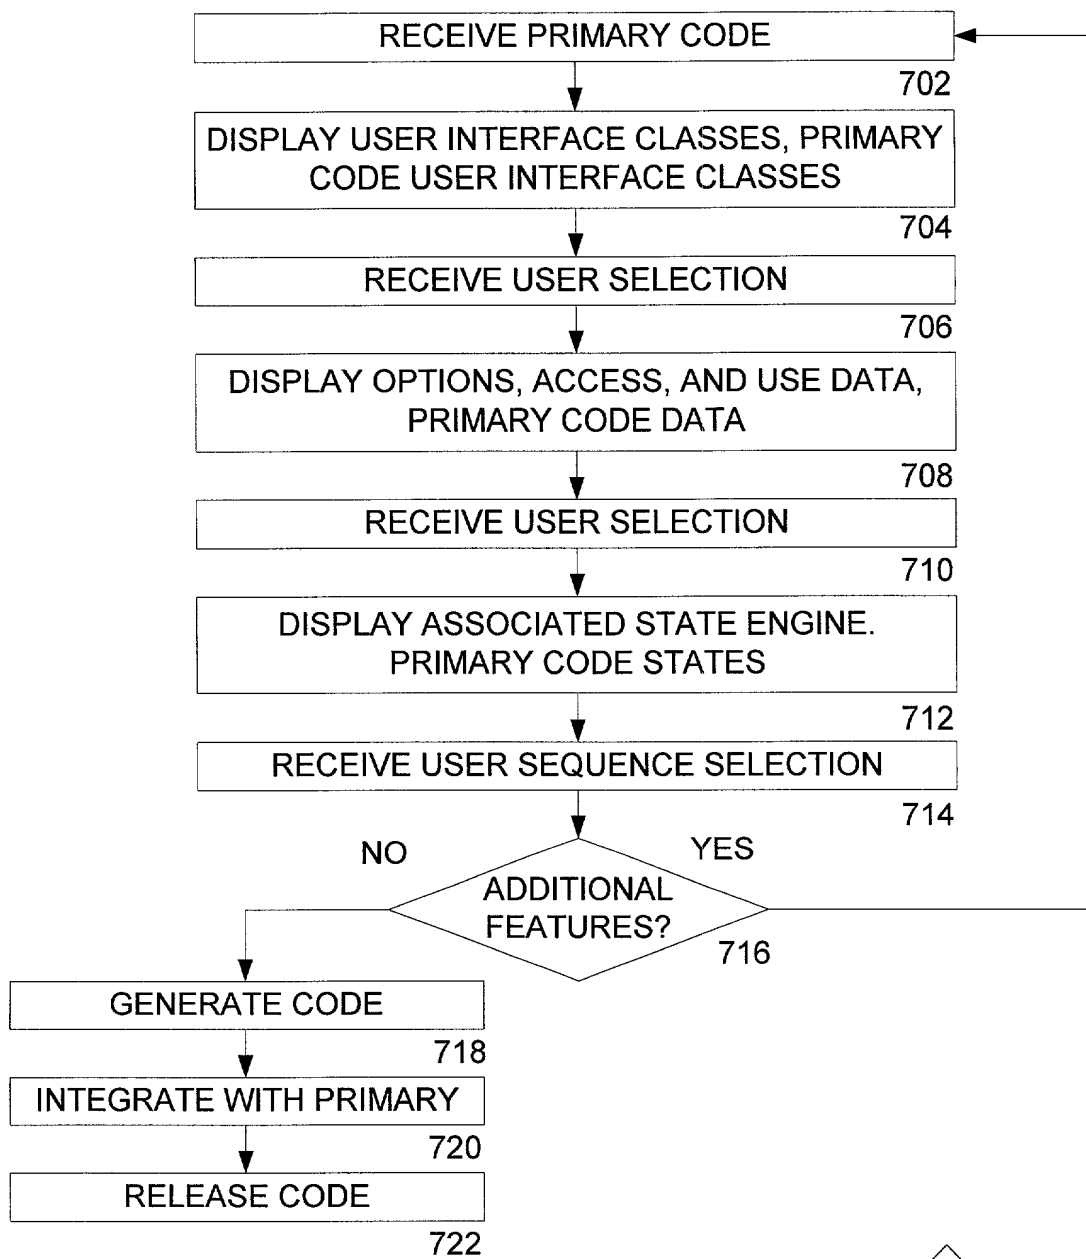 RECEIVE PRIMARY CODE
702
DISPLAY USER INTERFACE CLASSES, PRIMARY
CODE USER INTERFACE CLASSES
704
RECEIVE USER SELECTION
706
DISPLAY OPTIONS, ACCESS, AND USE DATA,
PRIMARY CODE DATA
708
RECEIVE USER SELECTION
710
DISPLAY ASSOCIATED STATE ENGINE.
PRIMARY CODE STATES
712
RECEIVE USER SEQUENCE SELECTION
714
NO
YES
ADDITIONAL
FEATURES?
716
GENERATE CODE
718
INTEGRATE WITH PRIMARY
720
RELEASE CODE
722